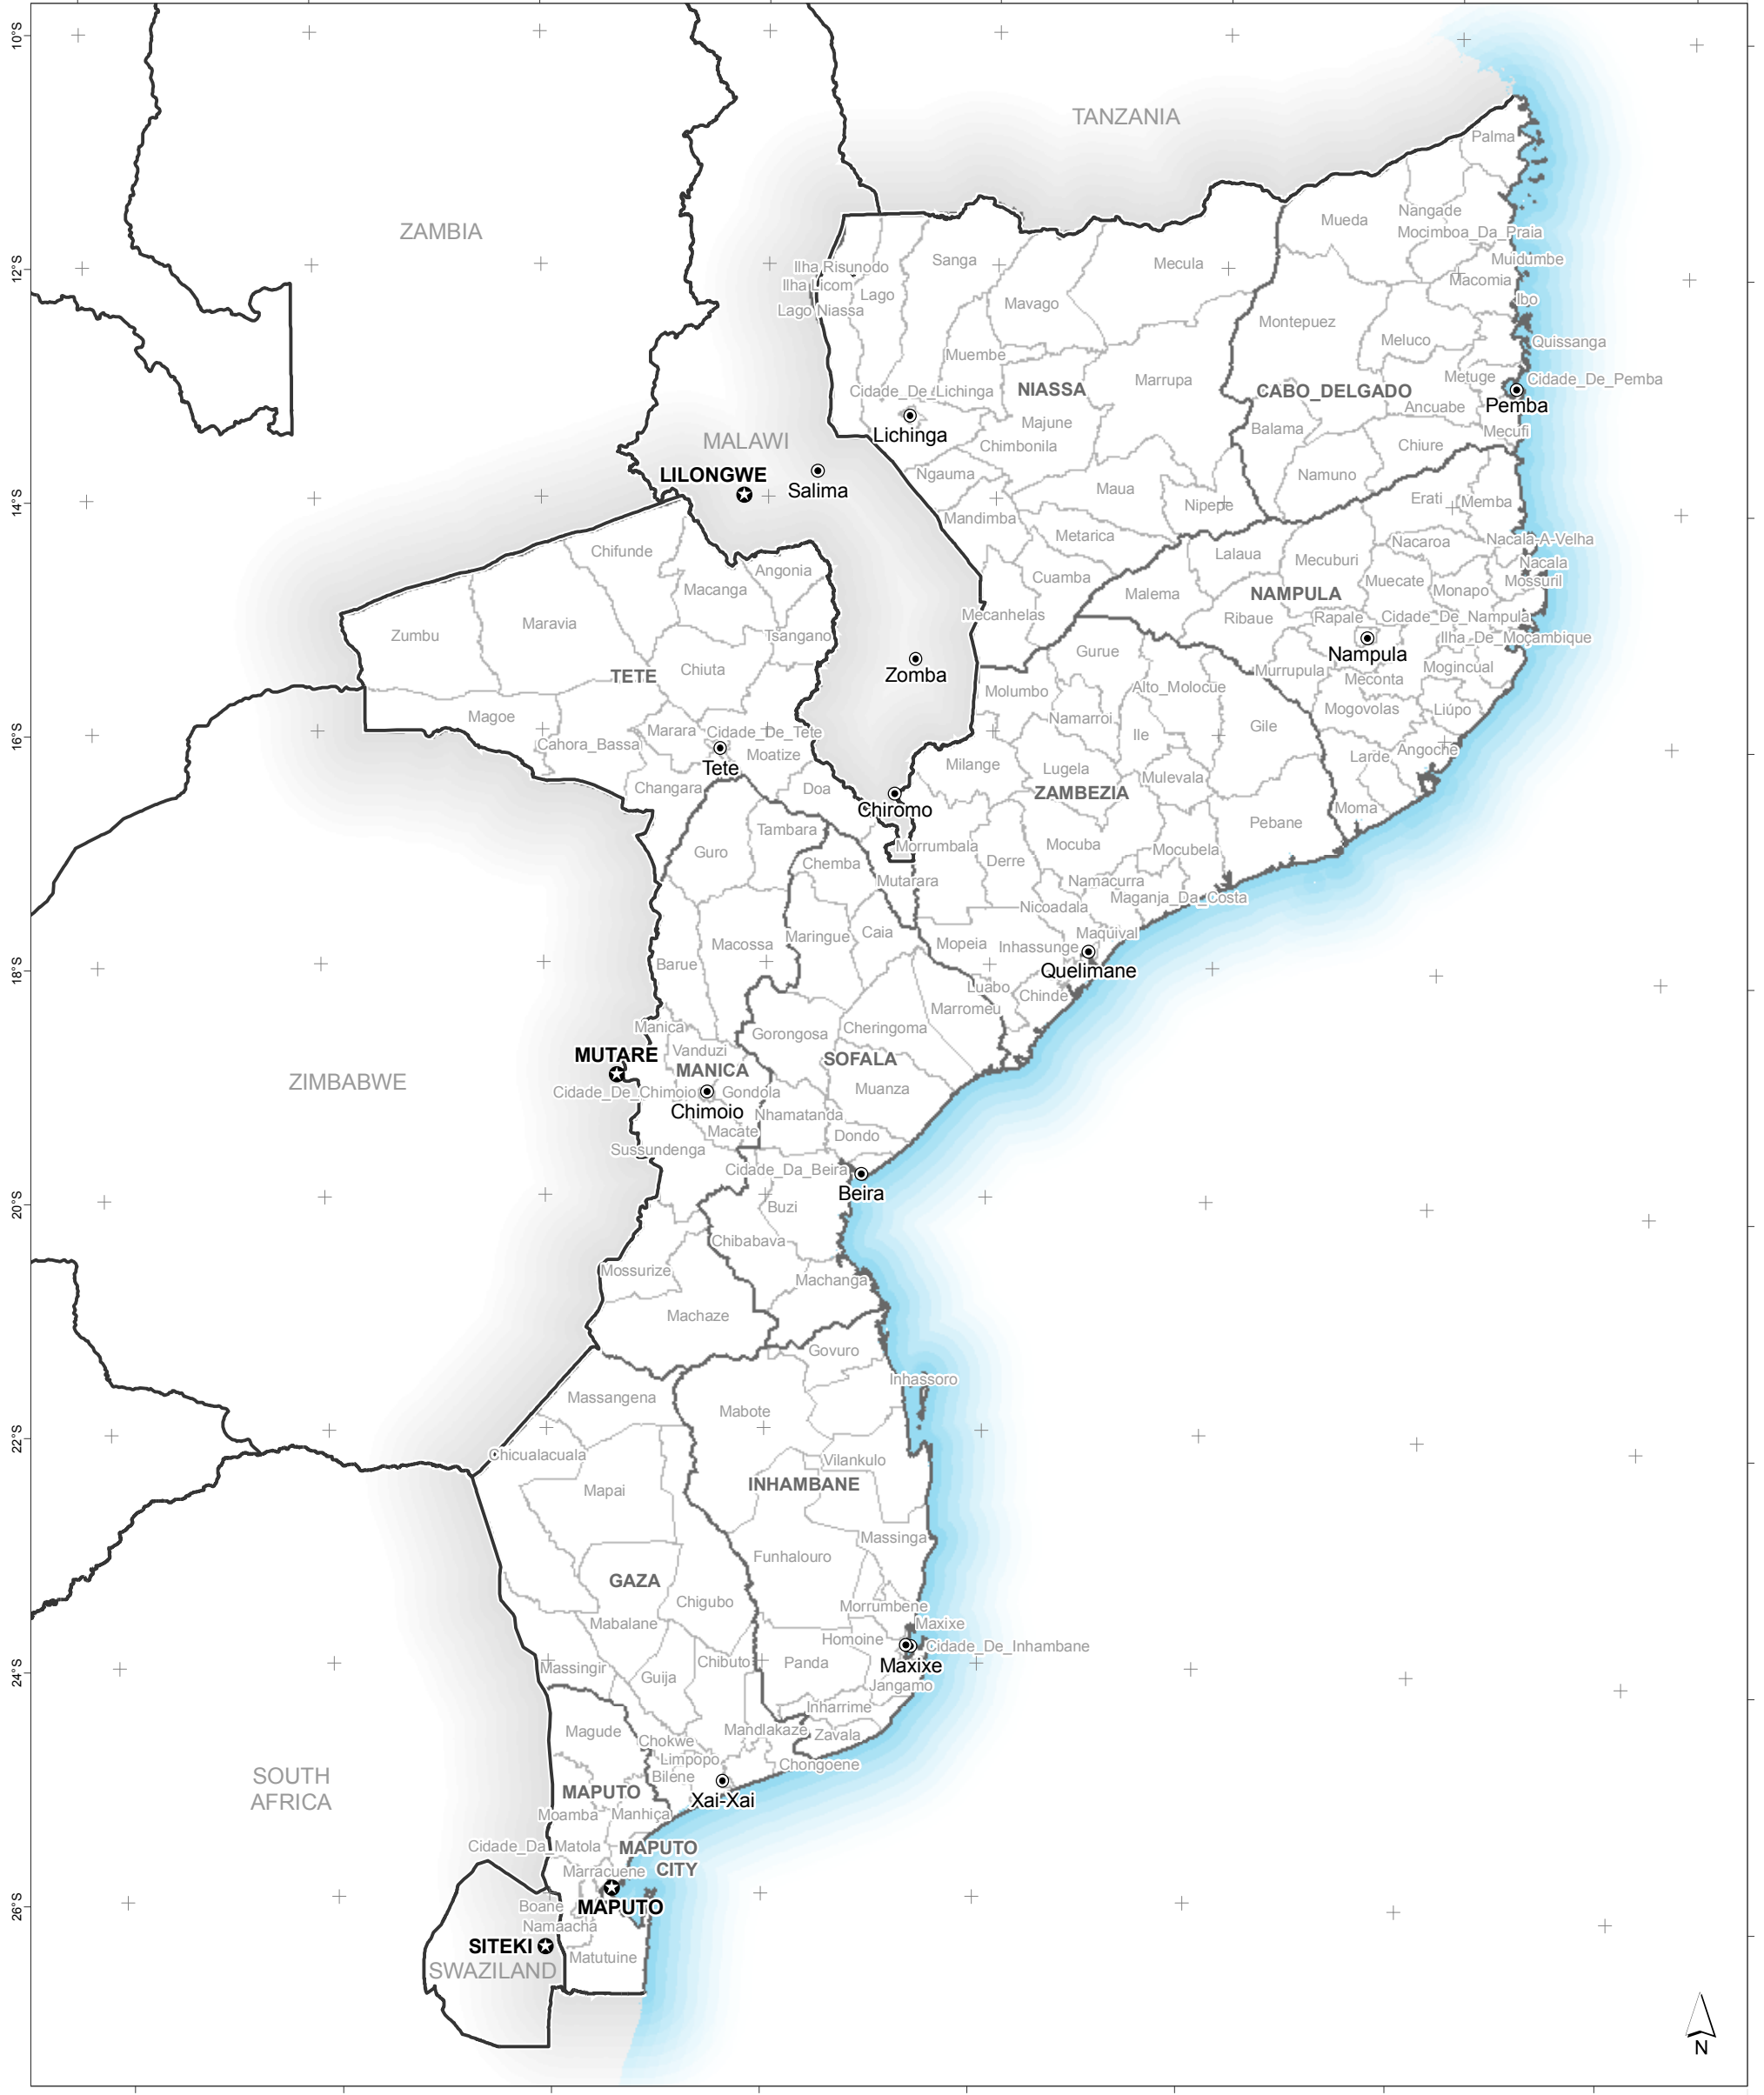 10°S
TANZANIA
Palma
ZAMBIA
Mueda
Nangade
Mocimboa_Da_Praia
12°S
Ilha Risunodo
Sanga
Mecula
Muidumbe
Ilha Licom
Lago
Macomia
Lago Niassa
Mavago
Ibo
Montepuez
Meluco
Quissanga
Muembe
Marrupa
Metuge
Cidade_De_Pemba
Cidade_De_Lichinga
NIASSA
CABO_DELGADO
Pemba
Ancuabe
Lichinga
Majune
Balama
Mecufi
MALAWI
Chimbonila
Chiure
LILONGWE
Salima
Ngauma
Namuno
14°S
Maua
Nipepe
Erati
Memba
Mandimba
Metarica
Nacaroa
Nacala-A-Velha
Chifunde
Lalaua
Mecuburi
Nacala
Angonia
Cuamba
Muecate
Mossuril
Macanga
Malema
NAMPULA
Monapo
Mecanhelas
Ribaue
Rapale
Cidade_De_Nampula
Zumbu
Maravia
Tsangano
Ilha_De_Moçambique
Gurue
Nampula
Chiuta
Zomba
Murrupula
Mogincual
TETE
Meconta
Molumbo
Alto_Molocue
Magoe
Namarroi
Mogovolas
Liúpo
Marara
Cidade_De_Tete
Ile
Gile
16°S
Cahora_Bassa
Moatize
Larde
Angoche
Tete
Milange
Lugela
Mulevala
Changara
Doa
ZAMBEZIA
Chiromo
Moma
Tambara
Pebane
Guro
Morrumbala
Mocuba
Mocubela
Chemba
Derre
Mutarara
Namacurra
Maganja_Da_Costa
Nicoadala
Macossa
Maringue
Caia
Mopeia
Inhassunge
Maquival
Barue
Quelimane
18°S
Luabo
Chinde
Marromeu
Manica
Gorongosa
Cheringoma
MUTARE
Vanduzi
SOFALA
MANICA
ZIMBABWE
Cidade_De_Chimoio
Gondola
Muanza
Chimoio
Nhamatanda
Macate
Dondo
Sussundenga
Cidade_Da_Beira
Beira
20°S
Buzi
Chibabava
Mossurize
Machanga
Machaze
Govuro
Inhassoro
Massangena
Mabote
22°S
Chicualacuala
Vilankulo
Mapai
INHAMBANE
Massinga
Funhalouro
GAZA
Chigubo
Morrumbene
Mabalane
Maxixe
Homoine
Cidade_De_Inhambane
24°S
Massingir
Chibuto
Panda
Maxixe
Guija
Jangamo
Inharrime
Magude
Mandlakaze
Zavala
Chokwe
Limpopo
Chongoene
SOUTH
AFRICA
Bilene
MAPUTO
Xai-Xai
Moamba
Manhiça
Cidade_Da_Matola
MAPUTO
CITY
Marracuene
26°S
Boane
MAPUTO
Namaacha
SITEKI
Matutuine
SWAZILAND
N